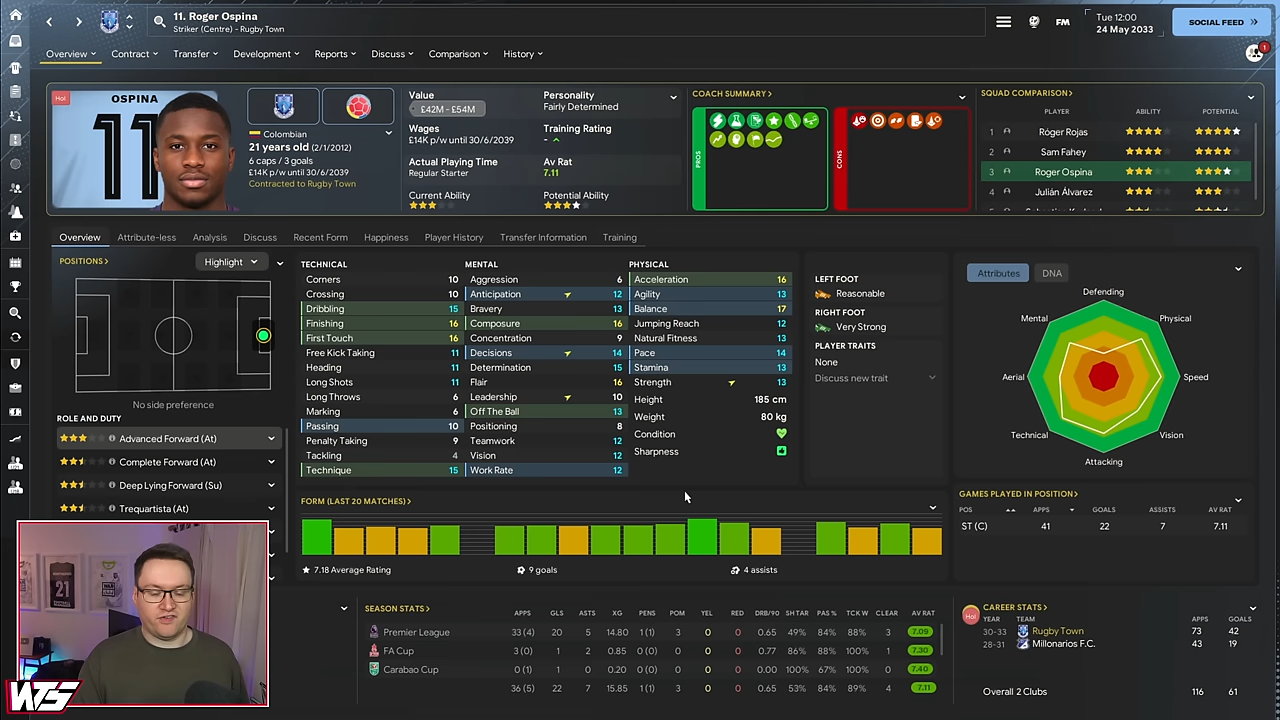 11. Roger Ospina
Striker (Centre) - Rugby Town
FM
Tue 12:00
24 May 2033
SOCIAL FEED
1
Overview
Contract
Transfer
Development
Reports
Discuss
Comparison
History
Hol
OSPINA
11
Colombian
21 years old (2/1/2012)
6 caps / 3 goals
£14K p/w until 30/6/2039
Contracted to Rugby Town
Value
£42M - £54M
Wages
£14K p/w until 30/6/2039
Actual Playing Time
Regular Starter
Current Ability
Personality
Fairly Determined
Training Rating
-
Av Rat
7.11
Potential Ability
COACH SUMMARY >
PROS
CONS
SQUAD COMPARISON >
PLAYER ABILITY POTENTIAL
1 Róger Rojas
2 Sam Fahey
3 Roger Ospina
4 Julián Álvarez
Overview
Attribute-less
Analysis
Discuss
Recent Form
Happiness
Player History
Transfer Information
Training
POSITIONS >
Highlight
No side preference
ROLE AND DUTY
Advanced Forward (At)
Complete Forward (At)
Deep Lying Forward (Su)
Trequartista (At)
TECHNICAL
Corners 10
Crossing 10
Dribbling 15
Finishing 16
First Touch 16
Free Kick Taking 11
Heading 11
Long Shots 11
Long Throws 6
Marking 6
Passing 10
Penalty Taking 9
Tackling 4
Technique 15
MENTAL
Aggression 6
Anticipation 12
Bravery 13
Composure 16
Concentration 9
Decisions 14
Determination 15
Flair 16
Leadership 10
Off The Ball 13
Positioning 8
Teamwork 12
Vision 12
Work Rate 12
PHYSICAL
Acceleration 16
Agility 13
Balance 17
Jumping Reach 12
Natural Fitness 13
Pace 14
Stamina 13
Strength 13
Height 185 cm
Weight 80 kg
Condition
Sharpness
LEFT FOOT
Reasonable
RIGHT FOOT
Very Strong
PLAYER TRAITS
None
Discuss new trait
Attributes
DNA
Defending
Physical
Speed
Vision
Attacking
Technical
Aerial
Mental
FORM (LAST 20 MATCHES) >
7.18 Average Rating
9 goals
4 assists
GAMES PLAYED IN POSITION >
POS APPS GOALS ASSISTS AV RAT
ST (C) 41 22 7 7.11
SEASON STATS >
APPS GLS ASTS XG PENS POM YEL RED DRB/90 SH TAR PAS % TCK W CLEAR AV RAT
Premier League 33 (4) 20 5 14.80 1 (1) 3 0 0 0.65 49% 84% 88% 3 7.09
FA Cup 3 (0) 1 2 0.85 0 (0) 0 0 0 0.77 86% 88% 100% 1 7.30
Carabao Cup 0 (1) 1 0 0.20 0 (0) 0 0 0 0.00 100% 67% 100% 0 7.40
36 (5) 22 7 15.85 1 (1) 3 0 0 0.65 53% 84% 89% 4 7.11
Hol
CAREER STATS >
YEAR TEAM APPS GOALS
30-33 Rugby Town 73 42
28-31 Millonarios F.C. 43 19
Overall 2 Clubs 116 61
21
WTS